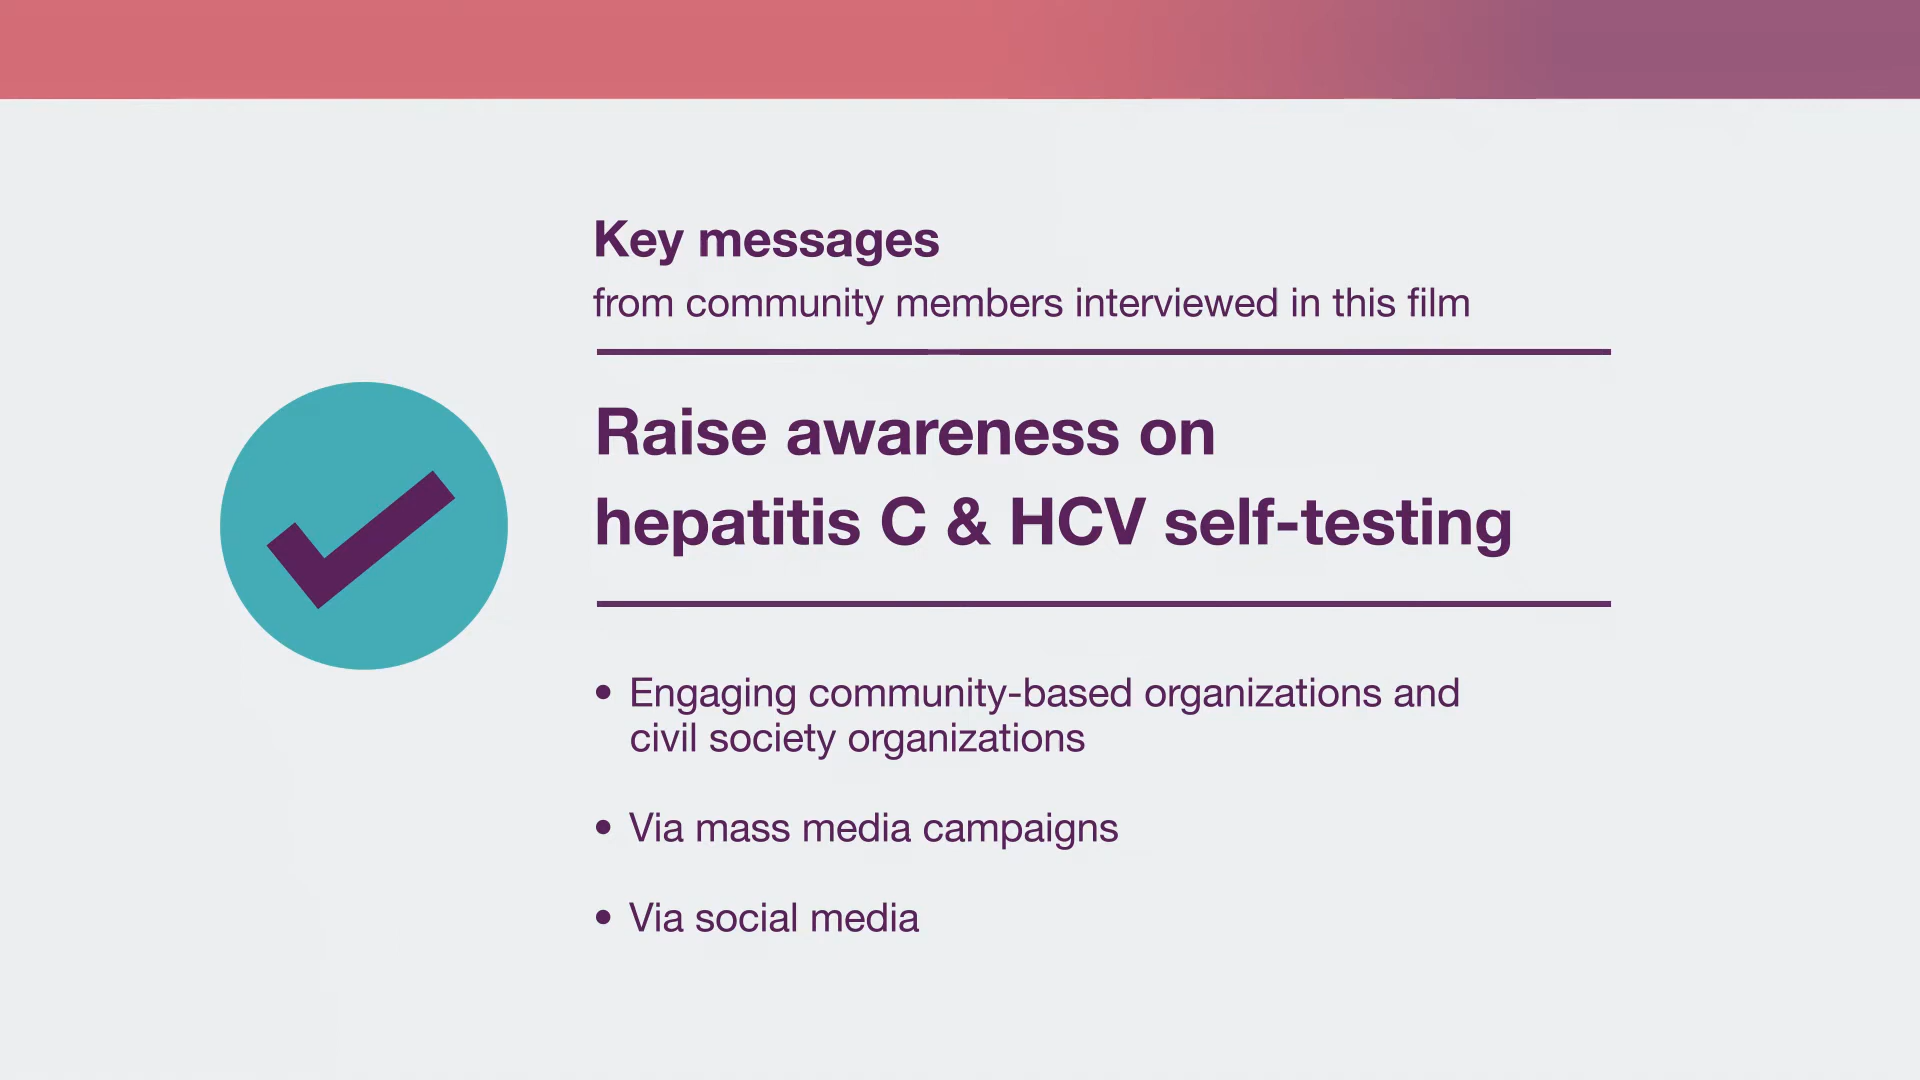 Key messages
from community members interviewed in this film
Raise awareness on
hepatitis C & HCV self-testing
• Engaging community-based organizations and
civil society organizations
• Via mass media campaigns
• Via social media